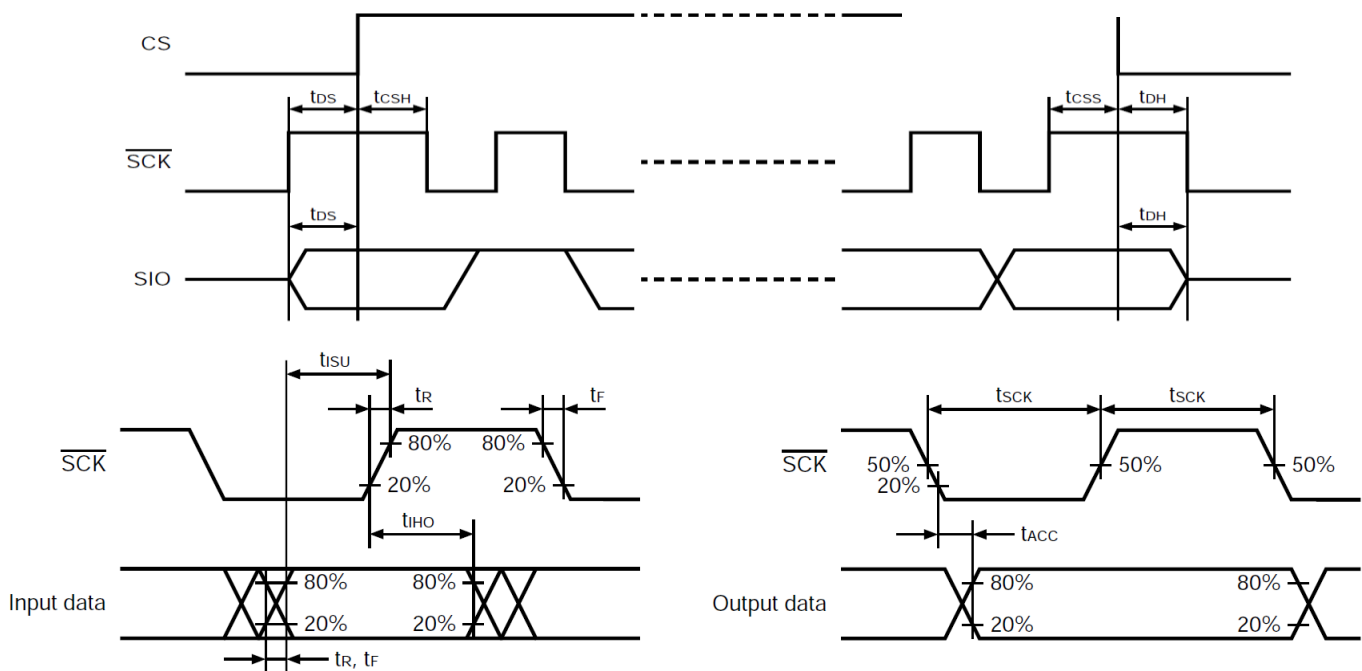 CS
tDS tCSH tCSS tDH
SCK
tDS tDH
SIO
tISU
tR tF tSCK tSCK
SCK 80% 80% SCK 50% 50% 50%
20% 20% 20%
tIHO tACC
Input data 80% 80% Output data 80% 80%
20% 20% 20% 20%
tR, tF